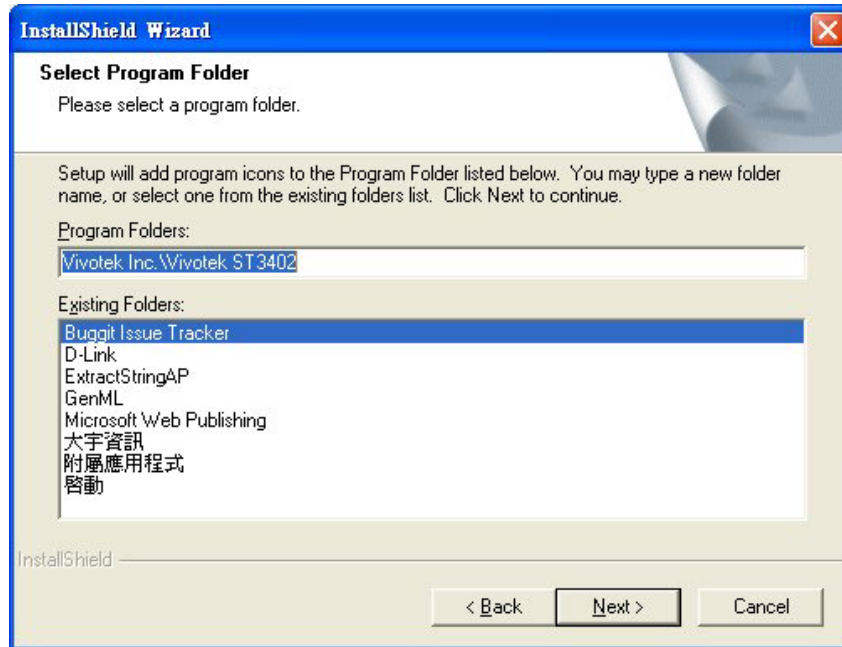 InstallShield Wizard
Select Program Folder
Please select a program folder.
Setup will add program icons to the Program Folder listed below. You may type a new folder
name, or select one from the existing folders list. Click Next to continue.
Program Folders:
Vivotek Inc.\Vivotek ST3402
Existing Folders:
Buggit Issue Tracker
D-Link
ExtractStringAP
GenML
Microsoft Web Publishing
大宇資訊
附屬應用程式
啓動
InstallShield
< Back Next > Cancel